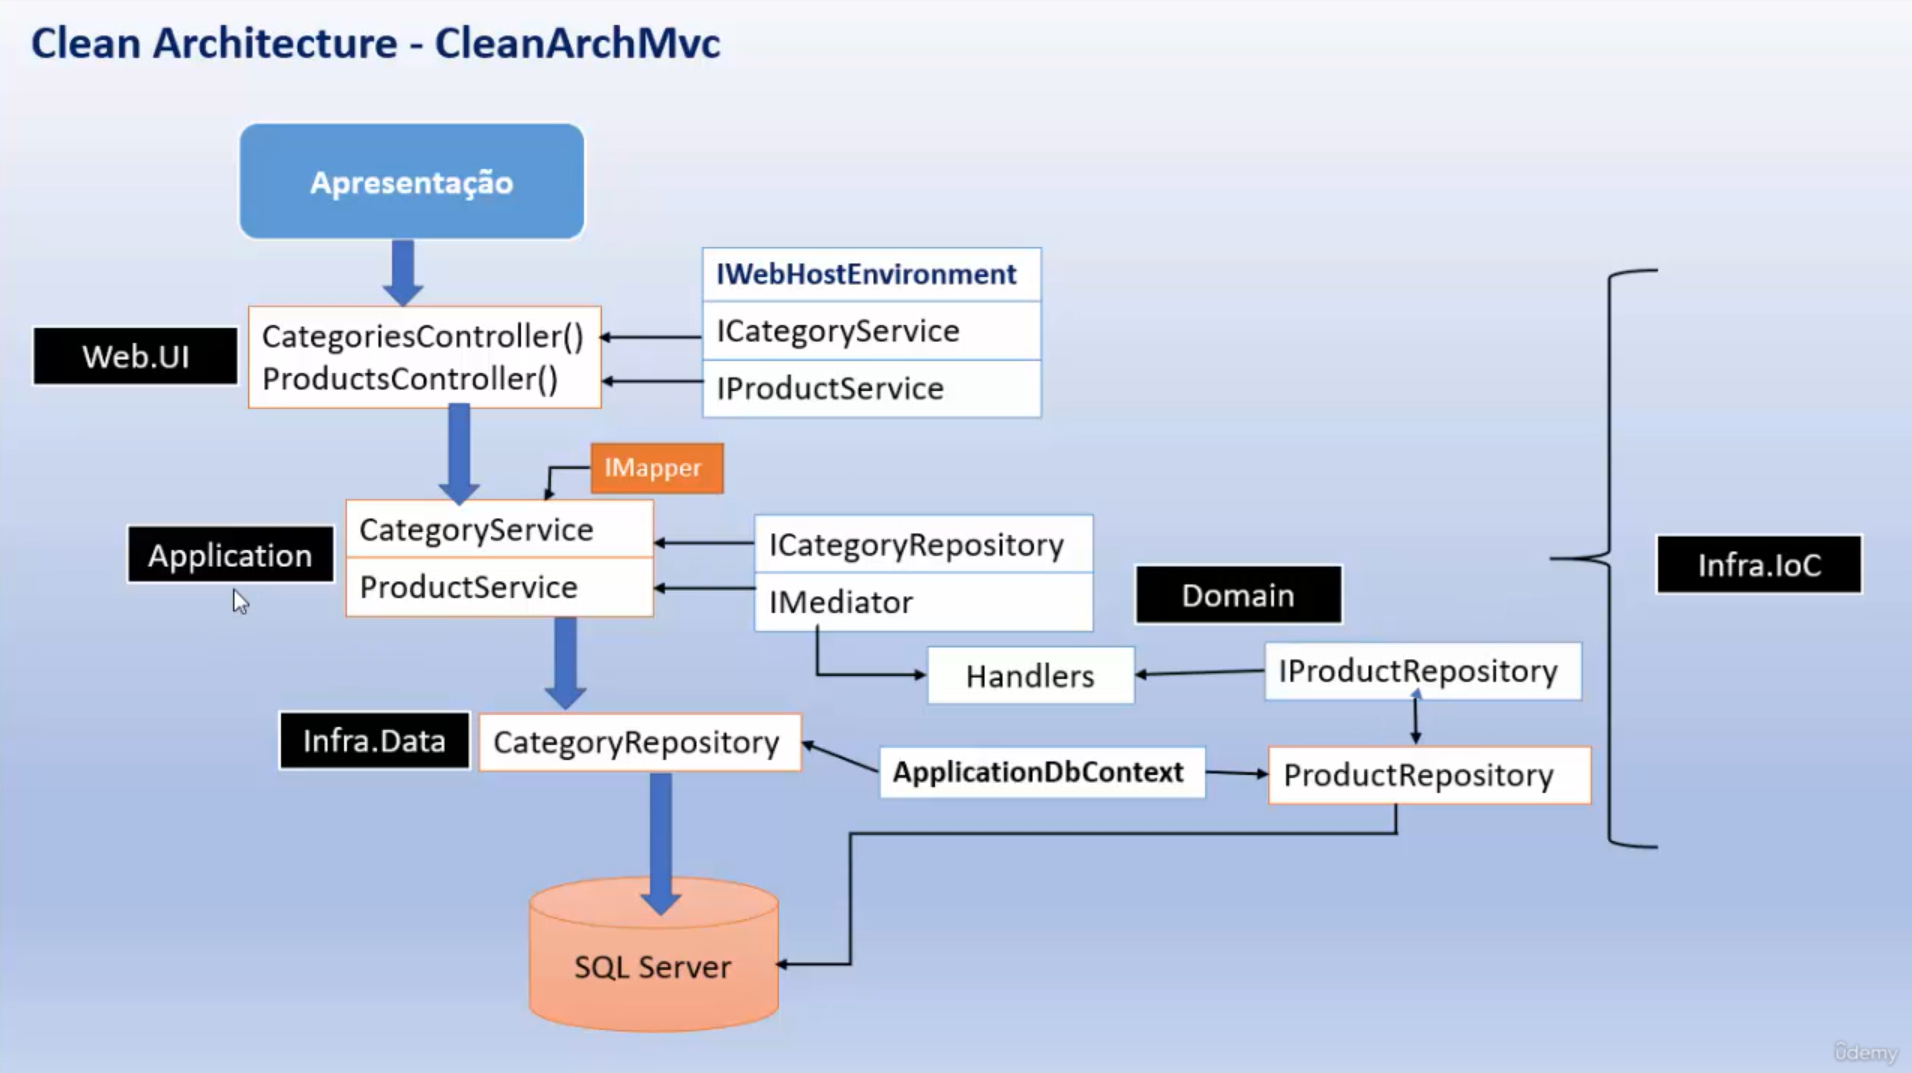 Clean Architecture - CleanArchMvc
Apresentação
IWebHostEnvironment
ICategoryService
IProductService
Web.UI
CategoriesController()
ProductsController()
IMapper
Application
CategoryService
ProductService
ICategoryRepository
IMediator
Domain
Infra.IoC
Handlers
IProductRepository
Infra.Data
CategoryRepository
ApplicationDbContext
ProductRepository
SQL Server
ûdemy